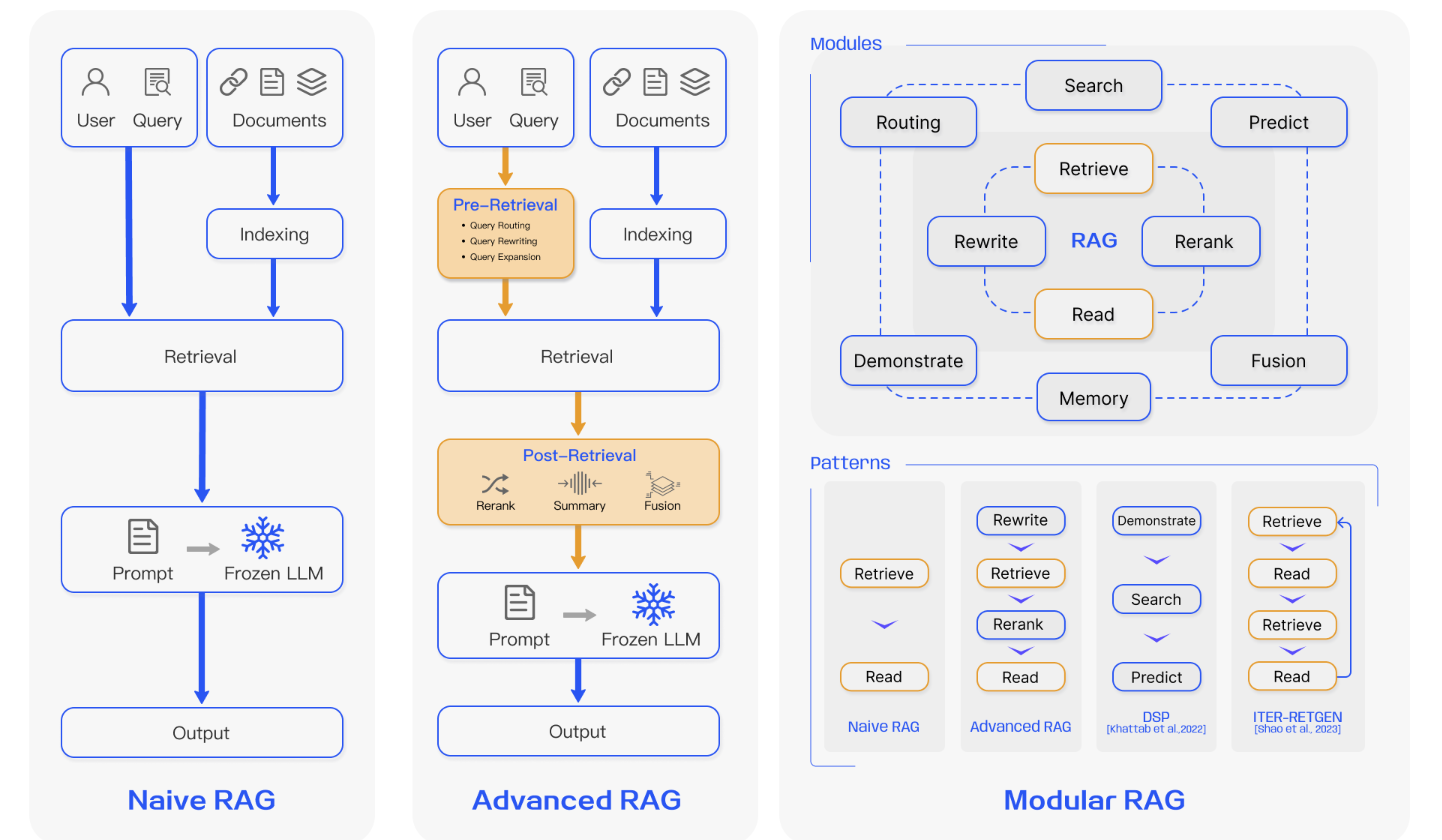 User Query
Documents
Indexing
Retrieval
Prompt
Frozen LLM
Output
Naive RAG
User Query
Documents
Pre-Retrieval
• Query Routing
• Query Rewriting
• Query Expansion
Indexing
Retrieval
Post-Retrieval
Rerank
Summary
Fusion
Prompt
Frozen LLM
Output
Advanced RAG
Modules
Search
Routing
Predict
Retrieve
Rewrite
RAG
Rerank
Read
Demonstrate
Fusion
Memory
Patterns
Retrieve
Read
Naive RAG
Rewrite
Retrieve
Rerank
Read
Advanced RAG
Demonstrate
Search
Predict
DSP
[Khattab et al.,2022]
Retrieve
Read
Retrieve
Read
ITER-RETGEN
[Shao et al., 2023]
Modular RAG